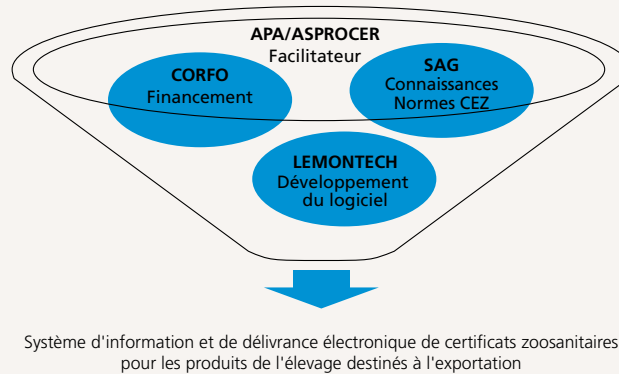 APA/ASPROCER
Facilitateur
CORFO
Financement
SAG
Connaissances
Normes CEZ
LEMONTECH
Développement
du logiciel
Système d'information et de délivrance électronique de certificats zoosanitaires
pour les produits de l'élevage destinés à l'exportation